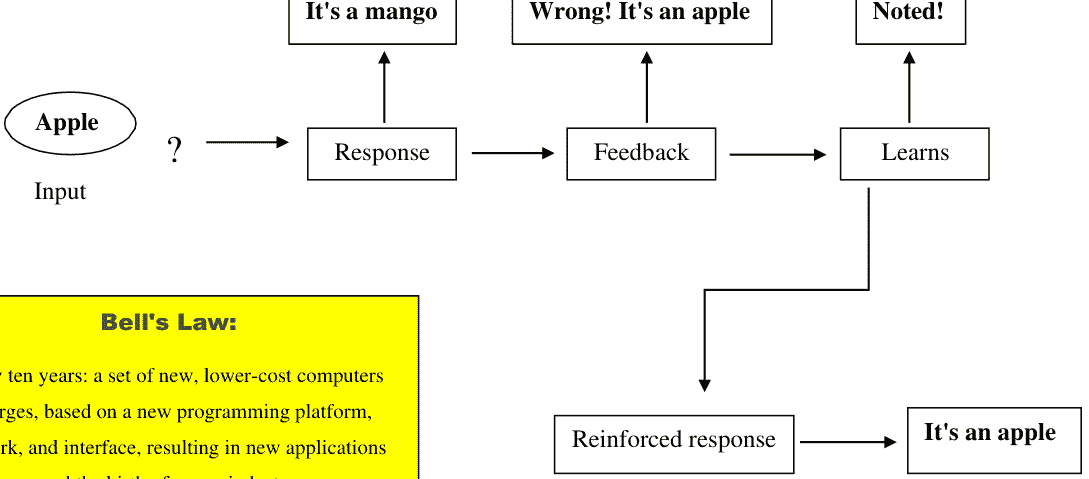 It's a mango
Wrong! It's an apple
Noted!
Apple
?
Response
Feedback
Learns
Input
Bell's Law:
ten years: a set of new, lower-cost computers
based on a new programming platform,
and interface, resulting in new applications
Reinforced response
It's an apple